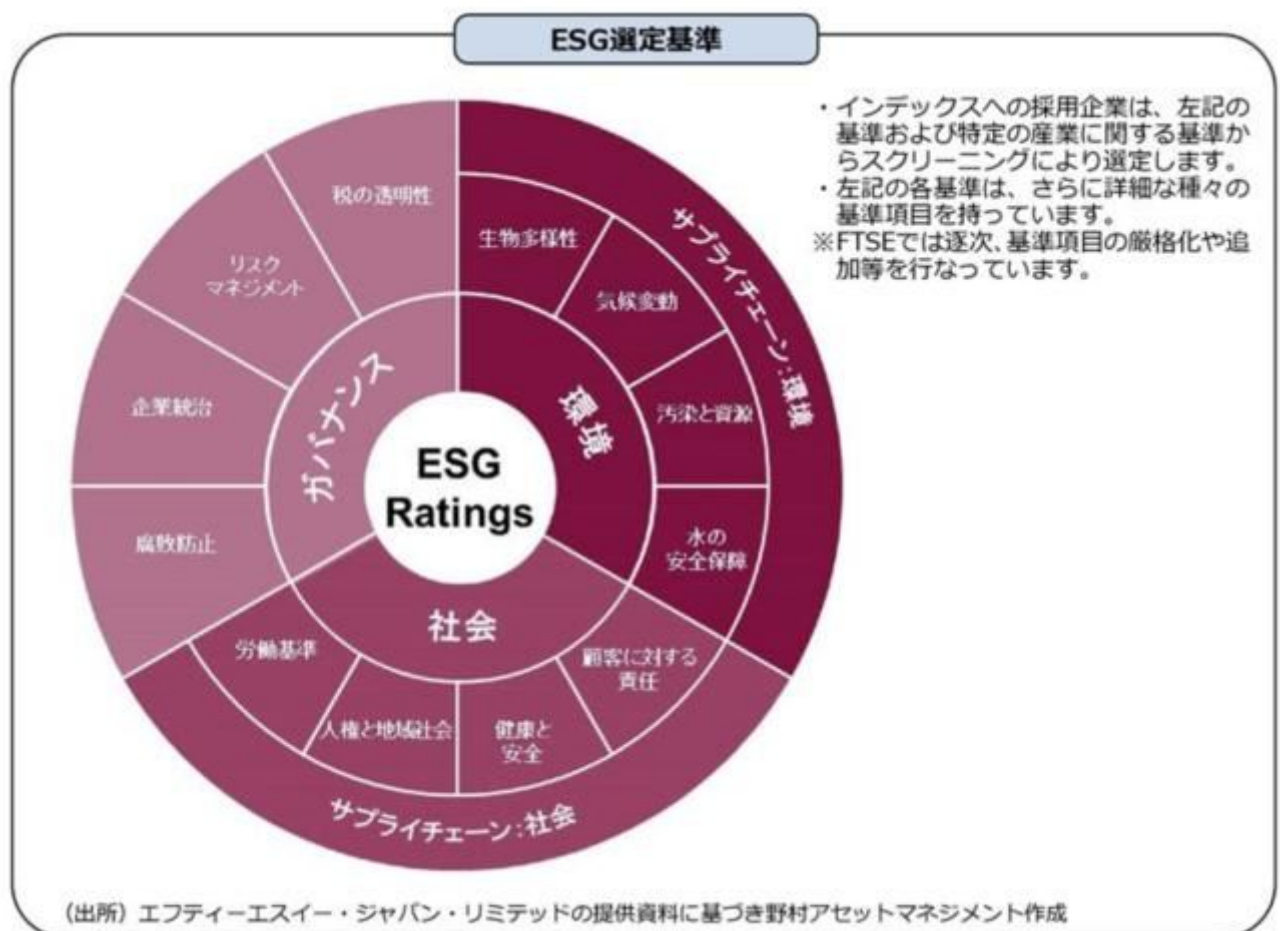 ESG選定基準
・インデックスへの採用企業は、左記の
基準および特定の産業に関する基準か
らスクリーニングにより選定します。
・左記の各基準は、さらに詳細な種々の
基準項目を持っています。
※FTSEでは逐次、基準項目の厳格化や追
加等を行なっています。
税の透明性
リスク
マネジメント
企業統治
腐敗防止
ガバナンス
ESG
Ratings
環境
生物多様性
気候変動
汚染と資源
水の
安全保障
サプライチェーン:環境
社会
労働基準
人権と地域社会
健康と
安全
顧客に対する
責任
サプライチェーン:社会
（出所）エフティーエスイー・ジャパン・リミテッドの提供資料に基づき野村アセットマネジメント作成